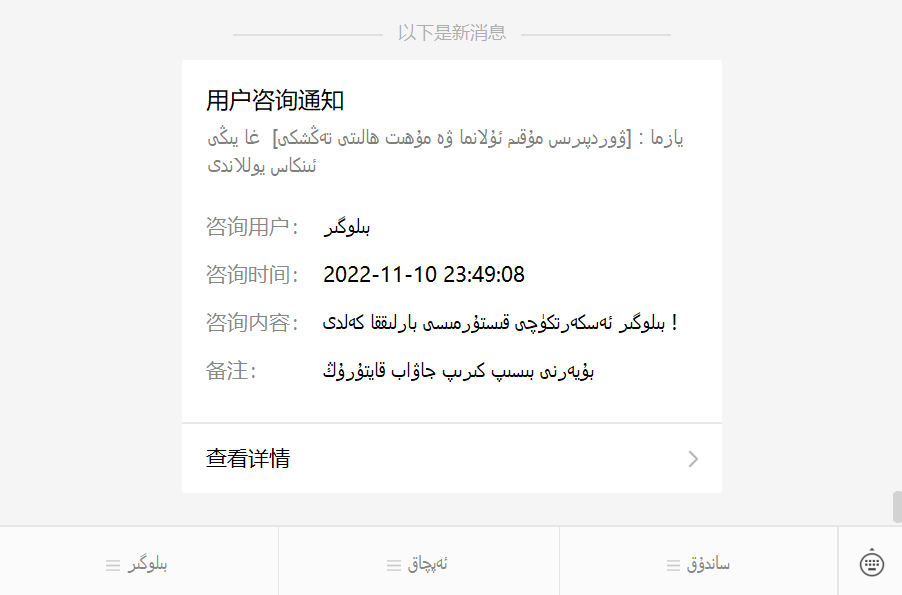 以下是新消息
用户咨询通知
يازما : [ۋوردپىرىس مۇقىم ئۇلانما ۋە مۇھىت ھالىتى تەڭشىكى] غا يېڭى
ئىنكاس يوللاندى
咨询用户： بىلوگىر
咨询时间： 2022-11-10 23:49:08
咨询内容： بىلوگىر ئەسكەرتكۈچى قىستۇرمىسى بارلىققا كەلدى !
备注： بۇيەرنى بىسىپ كىرىپ جاۋاب قايتۇرۇڭ
查看详情
بىلوگىر
ئەپچاق
ساندۇق